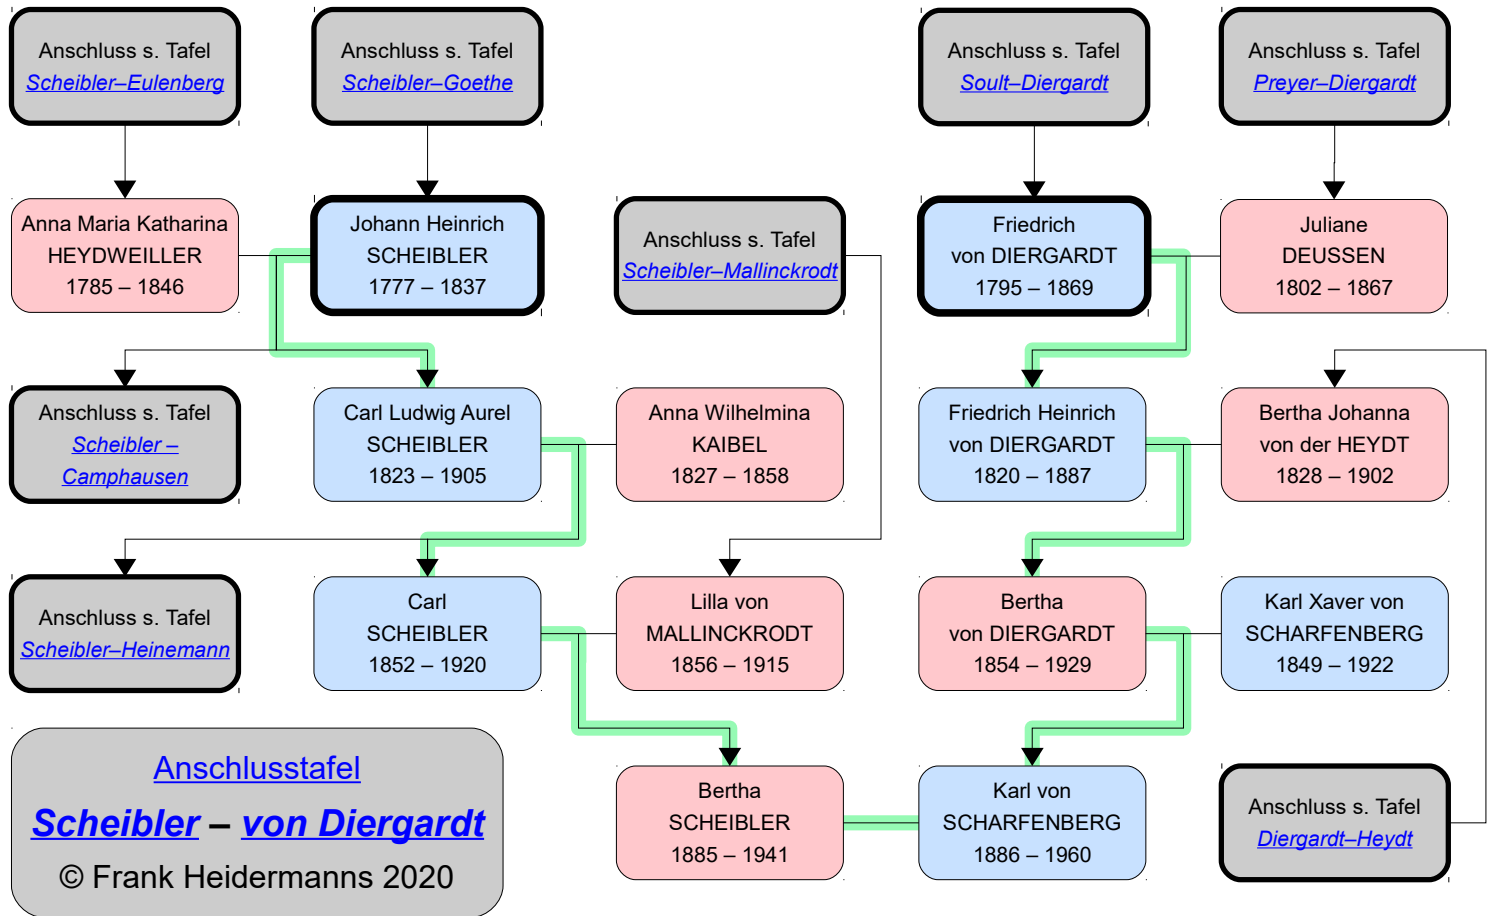 Anschluss s. Tafel
Scheibler–Eulenberg
Anschluss s. Tafel
Scheibler–Goethe
Anschluss s. Tafel
Soult–Diergardt
Anschluss s. Tafel
Preyer–Diergardt
Anna Maria Katharina
HEYDWEILLER
1785 – 1846
Johann Heinrich
SCHEIBLER
1777 – 1837
Anschluss s. Tafel
Scheibler–Mallinckrodt
Friedrich
von DIERGARDT
1795 – 1869
Juliane
DEUSSEN
1802 – 1867
Anschluss s. Tafel
Scheibler –
Camphausen
Carl Ludwig Aurel
SCHEIBLER
1823 – 1905
Anna Wilhelmina
KAIBEL
1827 – 1858
Friedrich Heinrich
von DIERGARDT
1820 – 1887
Bertha Johanna
von der HEYDT
1828 – 1902
Anschluss s. Tafel
Scheibler–Heinemann
Carl
SCHEIBLER
1852 – 1920
Lilla von
MALLINCKRODT
1856 – 1915
Bertha
von DIERGARDT
1854 – 1929
Karl Xaver von
SCHARFENBERG
1849 – 1922
Anschlusstafel
Scheibler – von Diergardt
© Frank Heidermanns 2020
Bertha
SCHEIBLER
1885 – 1941
Karl von
SCHARFENBERG
1886 – 1960
Anschluss s. Tafel
Diergardt–Heydt